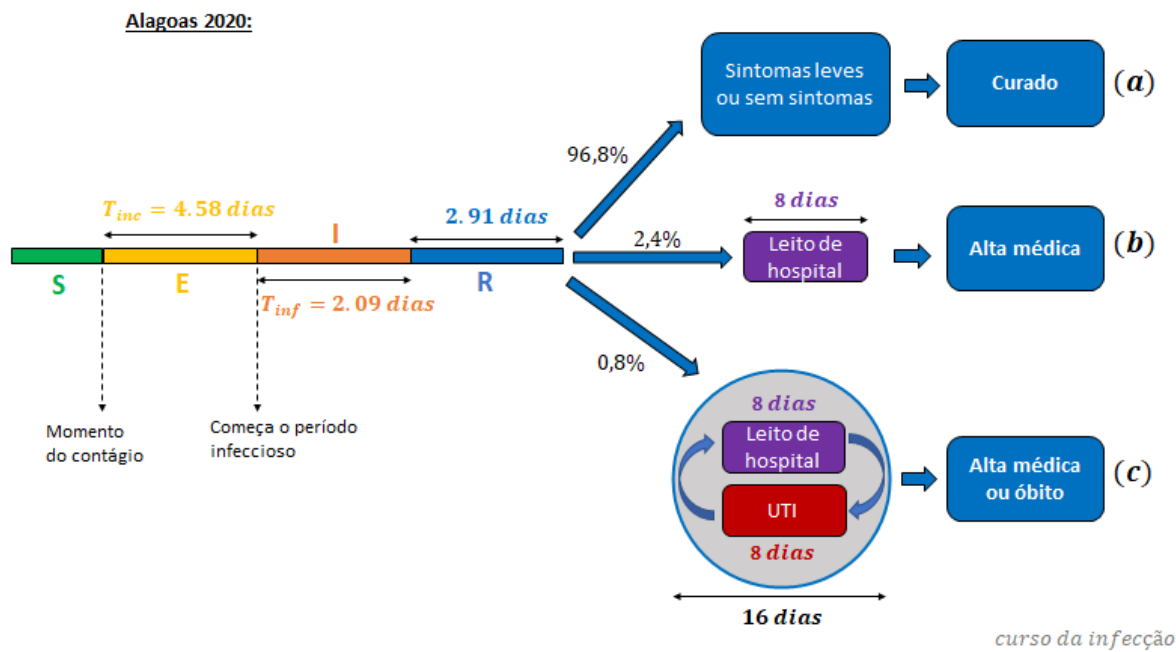 Alagoas 2020:
Sintomas leves
ou sem sintomas
Curado
(a)
96,8%
T_inc = 4.58 dias
I
2.91 dias
8 dias
2,4%
Leito de
hospital
Alta médica
(b)
S
E
R
T_inf = 2.09 dias
0,8%
Momento
do contágio
Começa o período
infeccioso
8 dias
Leito de
hospital
UTI
8 dias
Alta médica
ou óbito
(c)
16 dias
curso da infecção